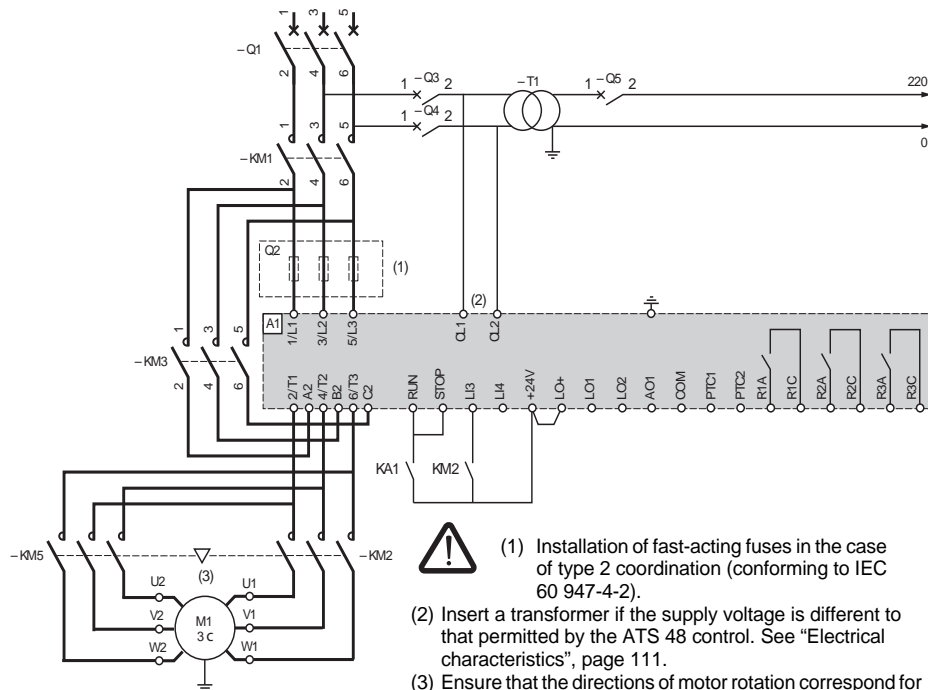 1 3 5
–Q1
2 4 6
1 –Q3 2
–T1
1 –Q5 2
220
1 –Q4 2
0
1 3 5
–KM1
2 4 6
Q2
(1)
(2)
A1
1/L1 3/L2 5/L3 CL1 CL2
1 3 5
–KM3
2 4 6
2/T1 A2 4/T2 B2 6/T3 C2 RUN STOP LI3 LI4 +24V LO+ LO1 LO2 AO1 COM PTC1 PTC2 R1A R1C R2A R2C R3A R3C
KA1 KM2
–KM5
(3)
–KM2
U2 U1
V2 V1
W2 W1
M1
3 c
(1) Installation of fast-acting fuses in the case
of type 2 coordination (conforming to IEC
60 947-4-2).
(2) Insert a transformer if the supply voltage is different to
that permitted by the ATS 48 control. See “Electrical
characteristics”, page 111.
(3) Ensure that the directions of motor rotation correspond for